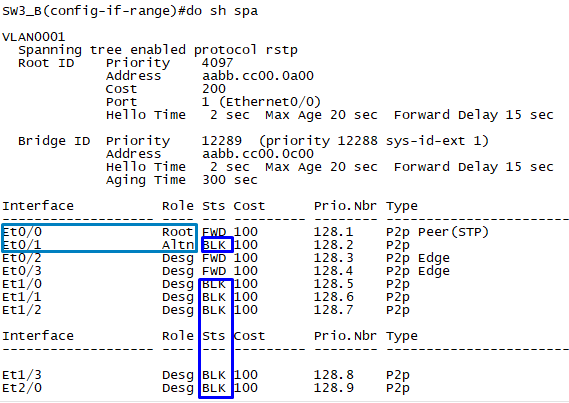 SW3_B(config-if-range)#do sh spa
VLAN0001
  Spanning tree enabled protocol rstp
  Root ID    Priority    4097
             Address     aabb.cc00.0a00
             Cost        200
             Port        1 (Ethernet0/0)
             Hello Time   2 sec  Max Age 20 sec  Forward Delay 15 sec
  Bridge ID  Priority    12289  (priority 12288 sys-id-ext 1)
             Address     aabb.cc00.0c00
             Hello Time   2 sec  Max Age 20 sec  Forward Delay 15 sec
             Aging Time  300 sec
Interface           Role Sts Cost      Prio.Nbr Type
------------------- ---- --- --------- -------- --------------------------------
Et0/0               Root FWD 100       128.1    P2p Peer(STP)
Et0/1               Altn BLK 100       128.2    P2p
Et0/2               Desg FWD 100       128.3    P2p Edge
Et0/3               Desg FWD 100       128.4    P2p Edge
Et1/0               Desg BLK 100       128.5    P2p
Et1/1               Desg BLK 100       128.6    P2p
Et1/2               Desg BLK 100       128.7    P2p
Interface           Role Sts Cost      Prio.Nbr Type
------------------- ---- --- --------- -------- --------------------------------
Et1/3               Desg BLK 100       128.8    P2p
Et2/0               Desg BLK 100       128.9    P2p